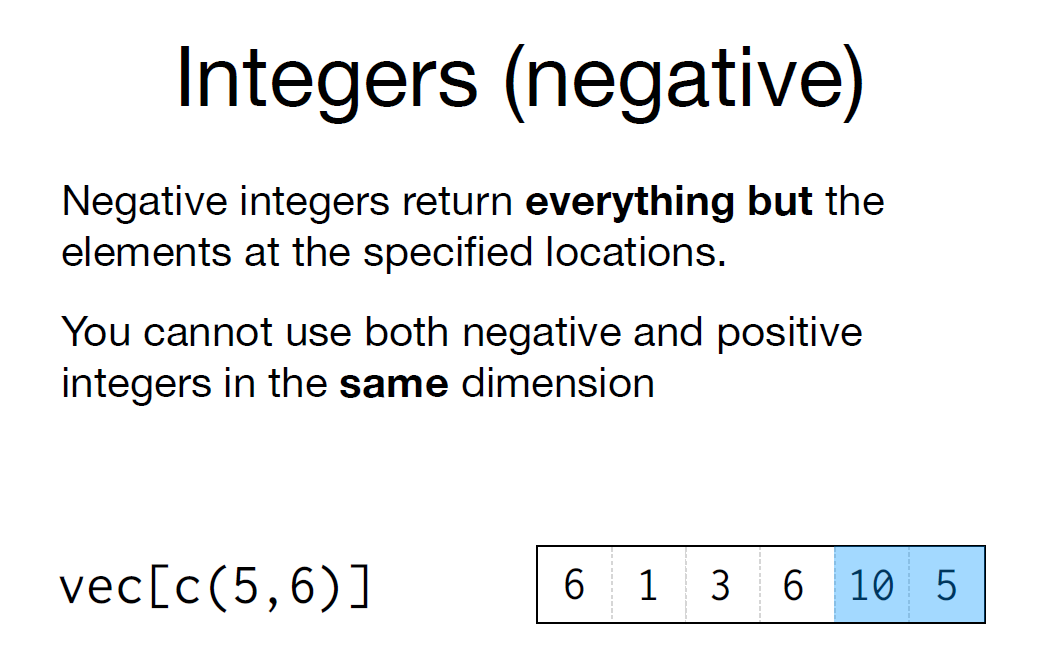 Integers (negative)
Negative integers return everything but the
elements at the specified locations.
You cannot use both negative and positive
integers in the same dimension
vec[c(5,6)]
6 1 3 6 10 5